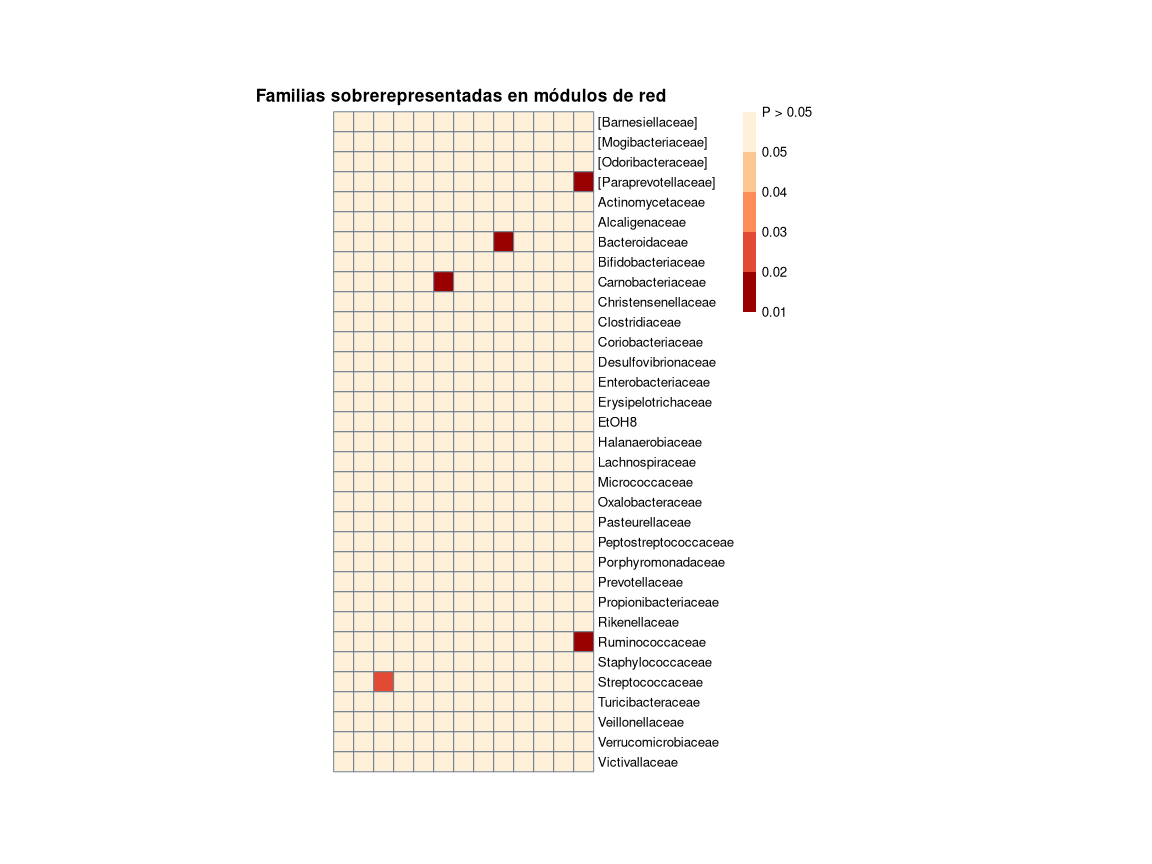 Familias sobrerepresentadas en módulos de red
[Barnesiellaceae]
[Mogibacteriaceae]
[Odoribacteraceae]
[Paraprevotellaceae]
Actinomycetaceae
Alcaligenaceae
Bacteroidaceae
Bifidobacteriaceae
Carnobacteriaceae
Christensenellaceae
Clostridiaceae
Coriobacteriaceae
Desulfovibrionaceae
Enterobacteriaceae
Erysipelotrichaceae
EtOH8
Halanaerobiaceae
Lachnospiraceae
Micrococcaceae
Oxalobacteraceae
Pasteurellaceae
Peptostreptococcaceae
Porphyromonadaceae
Prevotellaceae
Propionibacteriaceae
Rikenellaceae
Ruminococcaceae
Staphylococcaceae
Streptococcaceae
Turicibacteraceae
Veillonellaceae
Verrucomicrobiaceae
Victivallaceae
P > 0.05
0.05
0.04
0.03
0.02
0.01